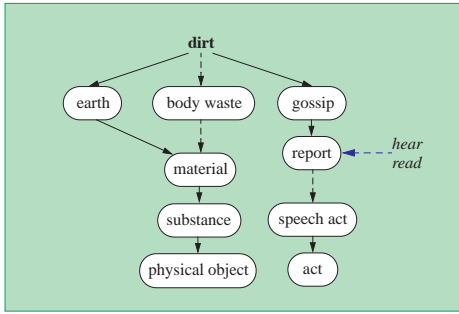 dirt
earth
body waste
gossip
hear
report
read
material
substance
speech act
physical object
act